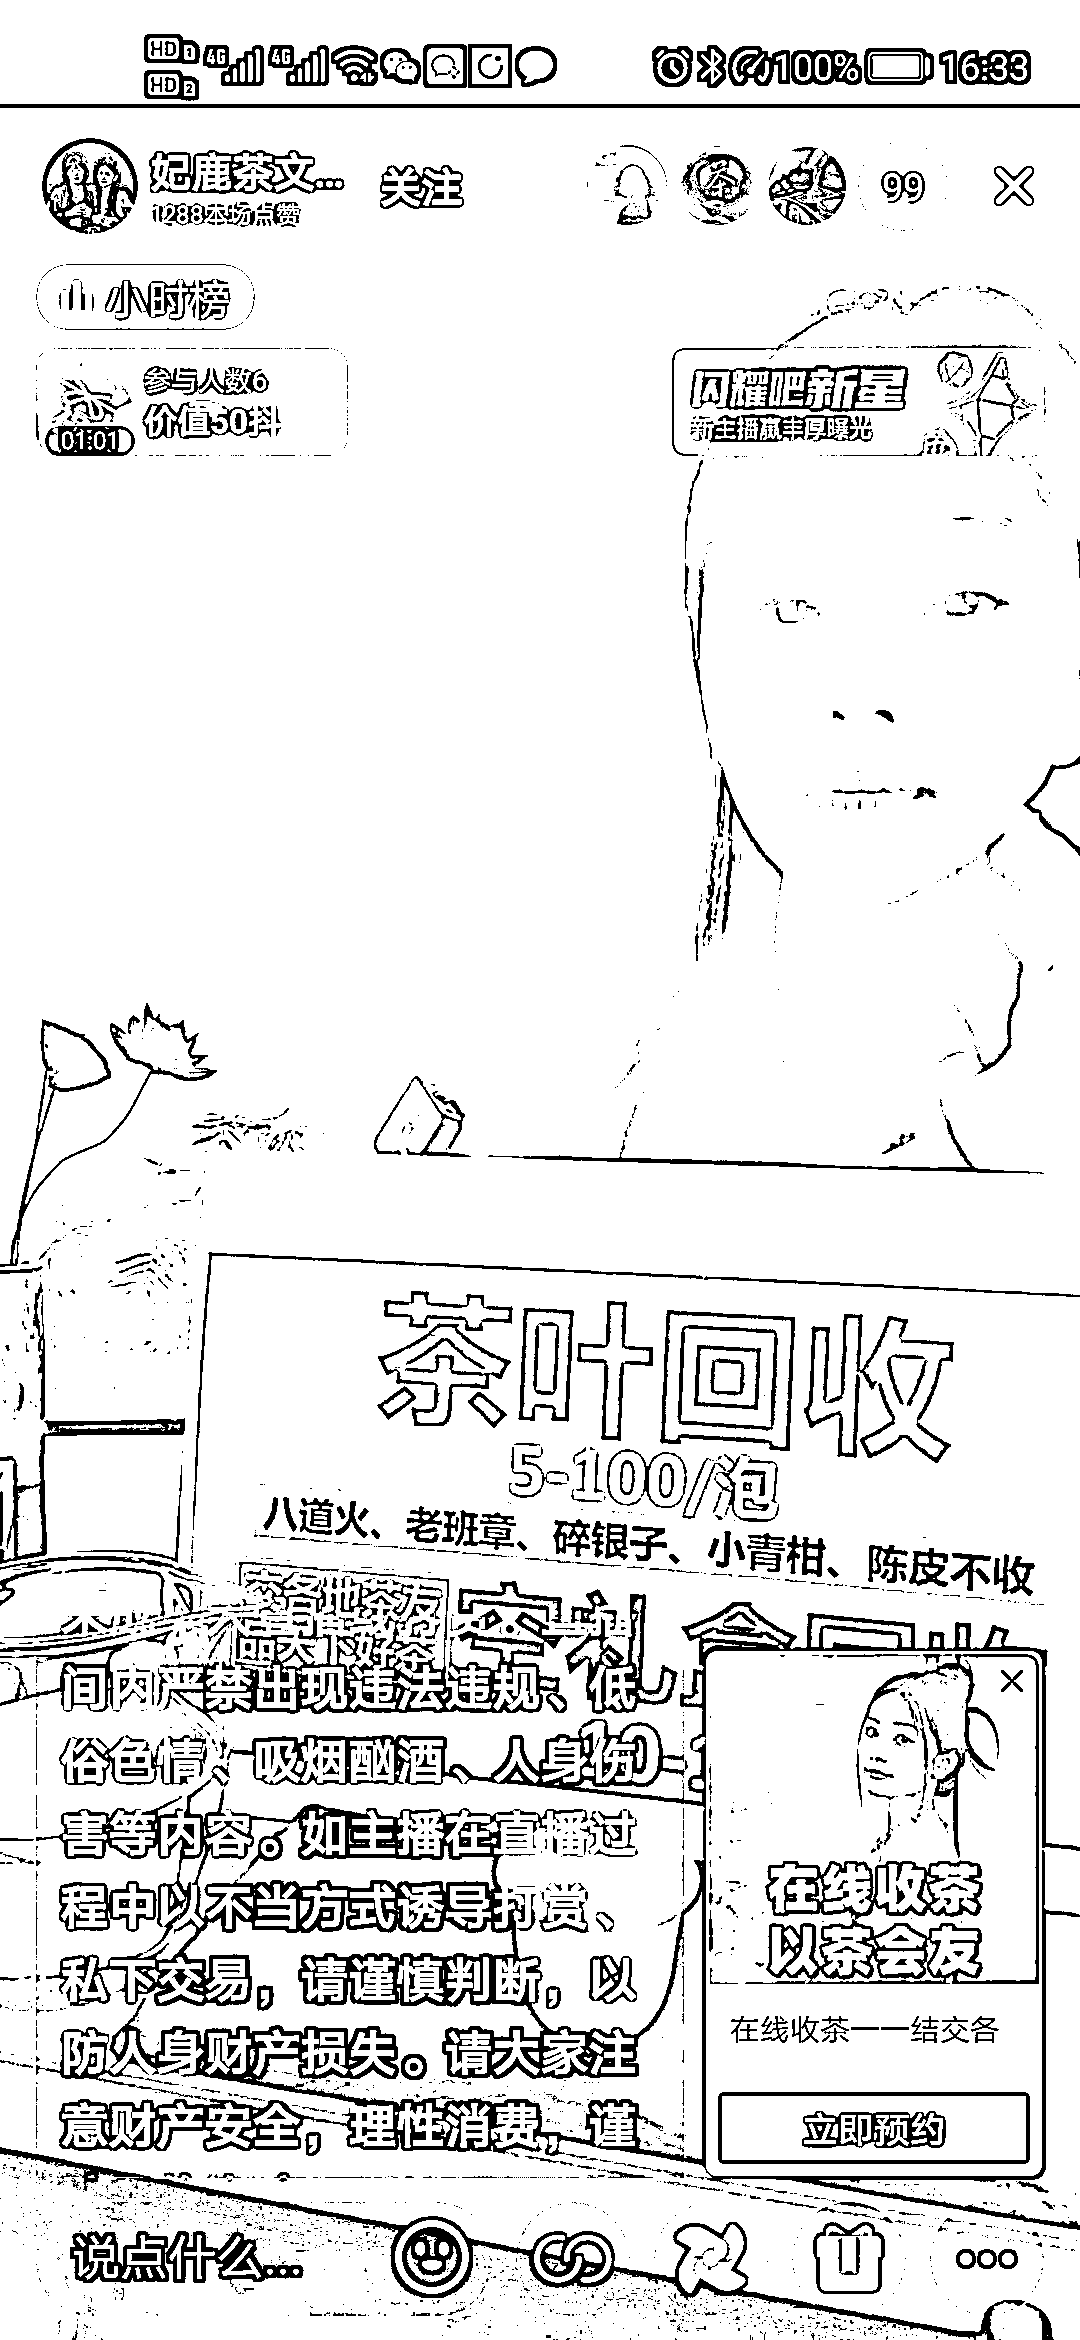 HD 1
HD 2
4G
4G
100%
16:33
妃鹿茶文...
1288本场点赞
关注
99
小时榜
参与人数6
价值50抖
01:01
闪耀吧新星
新主播赢丰厚曝光
茶叶回收
5-100/泡
八道火、老班章、碎银子、小青柑、陈皮不收
交各地茶友
品天下好茶
间内严禁出现违法违规、低
俗色情、吸烟酗酒、人身伤
害等内容。如主播在直播过
程中以不当方式诱导打赏、
私下交易，请谨慎判断，以
防人身财产损失。请大家注
意财产安全，理性消费，谨
在线收茶
以茶会友
在线收茶——结交各
立即预约
说点什么...